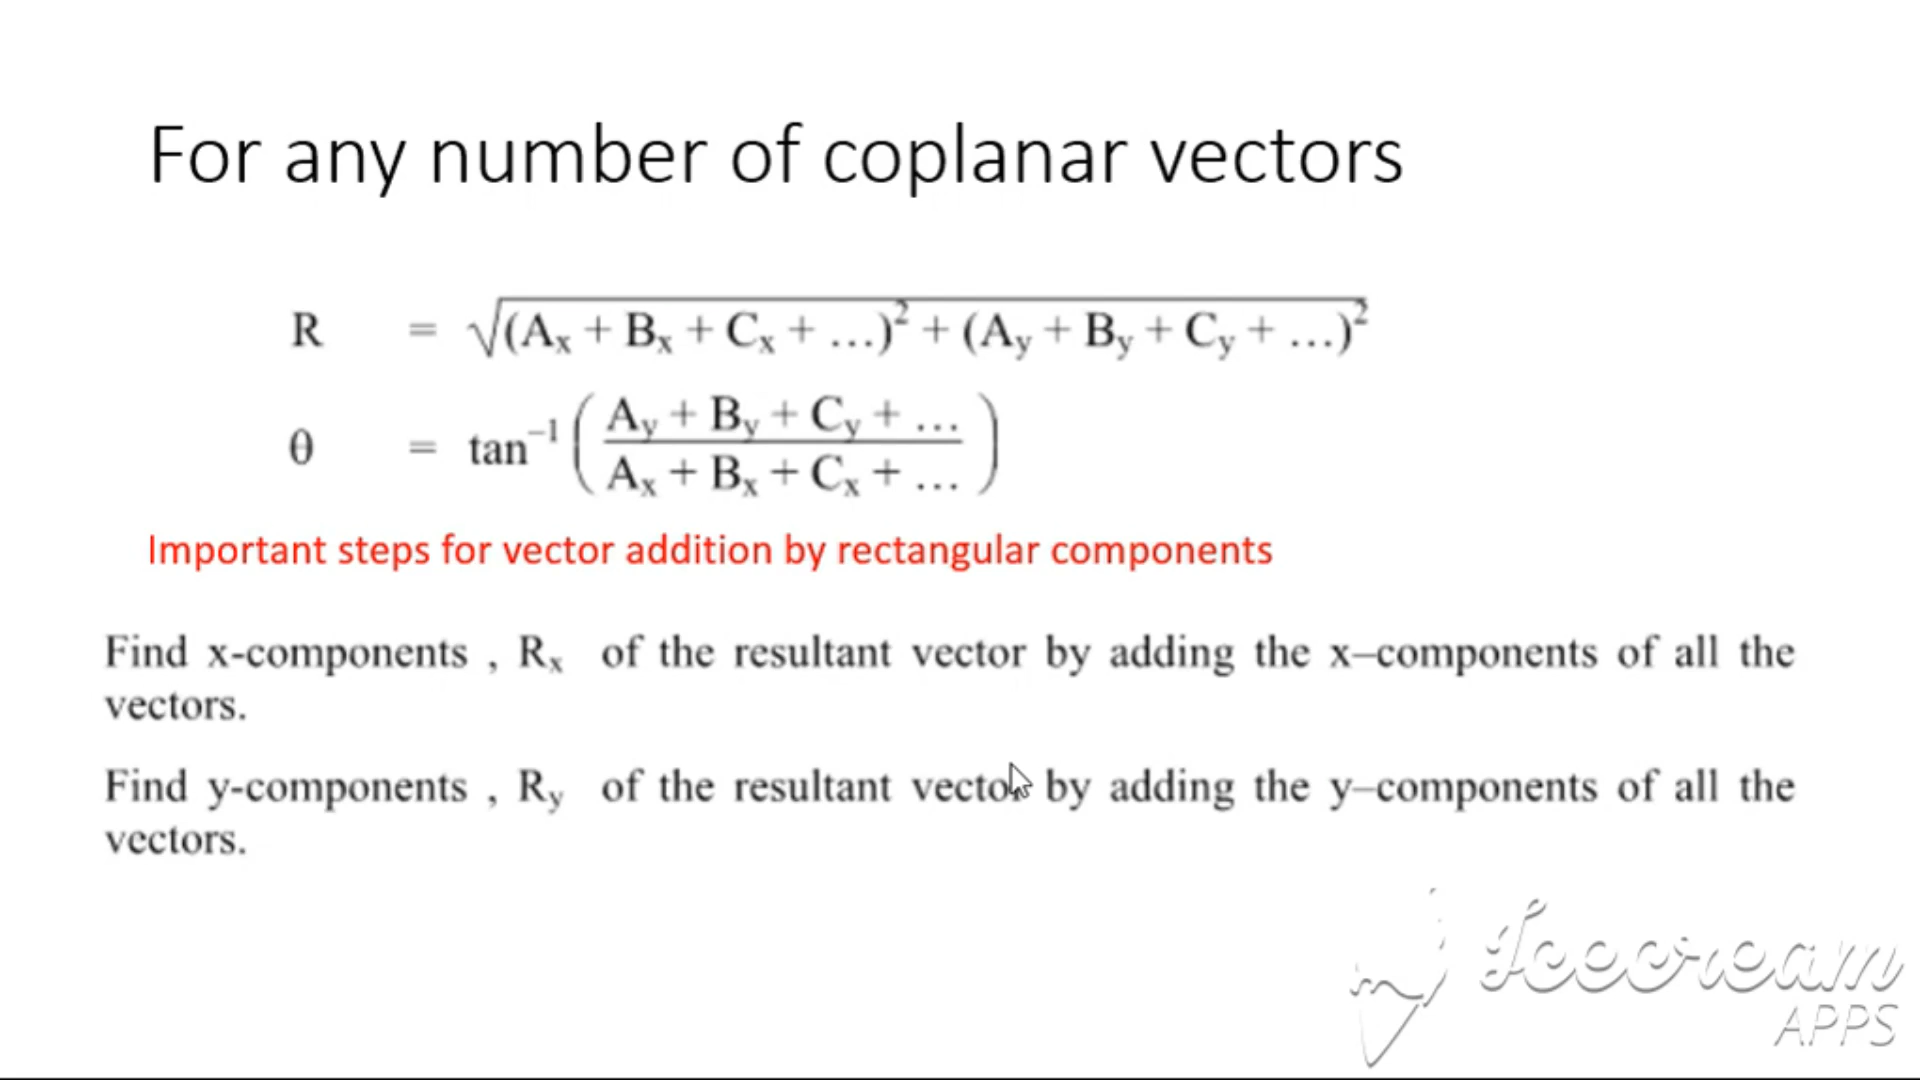 For any number of coplanar vectors
R = √(Aₓ + Bₓ + Cₓ + ...)² + (Aᵧ + Bᵧ + Cᵧ + ...)²
θ = tan⁻¹ ( Aᵧ + Bᵧ + Cᵧ + ...
Aₓ + Bₓ + Cₓ + ... )
Important steps for vector addition by rectangular components
Find x-components , Rₓ of the resultant vector by adding the x–components of all the
vectors.
Find y-components , Rᵧ of the resultant vector by adding the y–components of all the
vectors.
Icecream
APPS